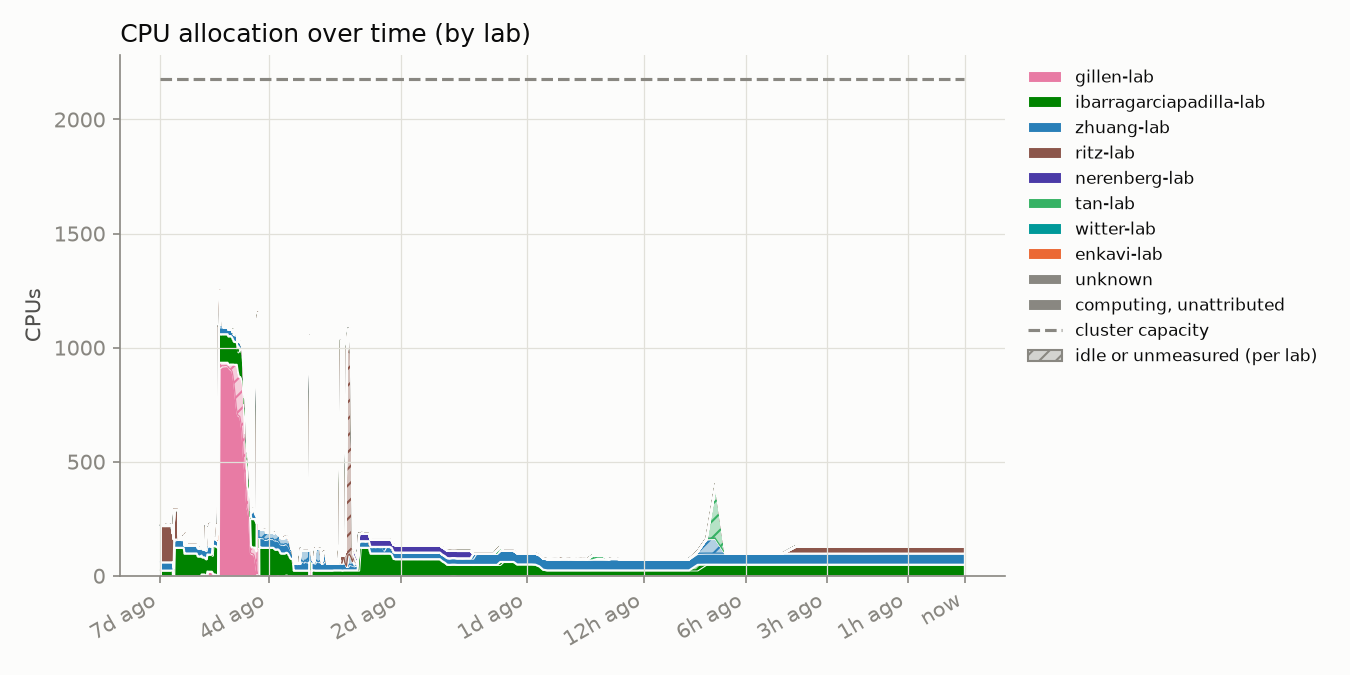 CPU allocation over time (by lab)
CPUs
2000
1500
1000
500
0
7d ago
4d ago
2d ago
1d ago
12h ago
6h ago
3h ago
1h ago
now
gillen-lab
ibarragarciapadilla-lab
zhuang-lab
ritz-lab
nerenberg-lab
tan-lab
witter-lab
enkavi-lab
unknown
computing, unattributed
cluster capacity
idle or unmeasured (per lab)